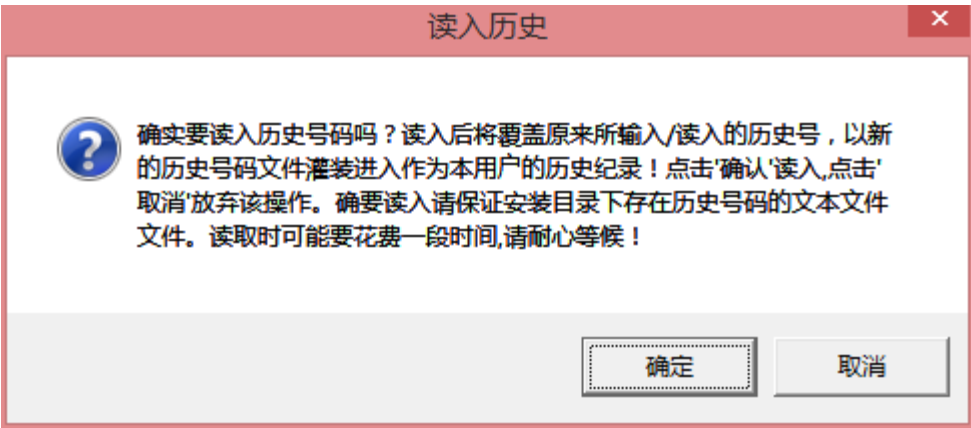 读入历史
确实要读入历史号码吗？读入后将覆盖原来所输入/读入的历史号，以新
的历史号码文件灌装进入作为本用户的历史纪录！点击'确认'读入,点击'
取消'放弃该操作。确要读入请保证安装目录下存在历史号码的文本文件
文件。读取时可能要花费一段时间,请耐心等候！
确定
取消